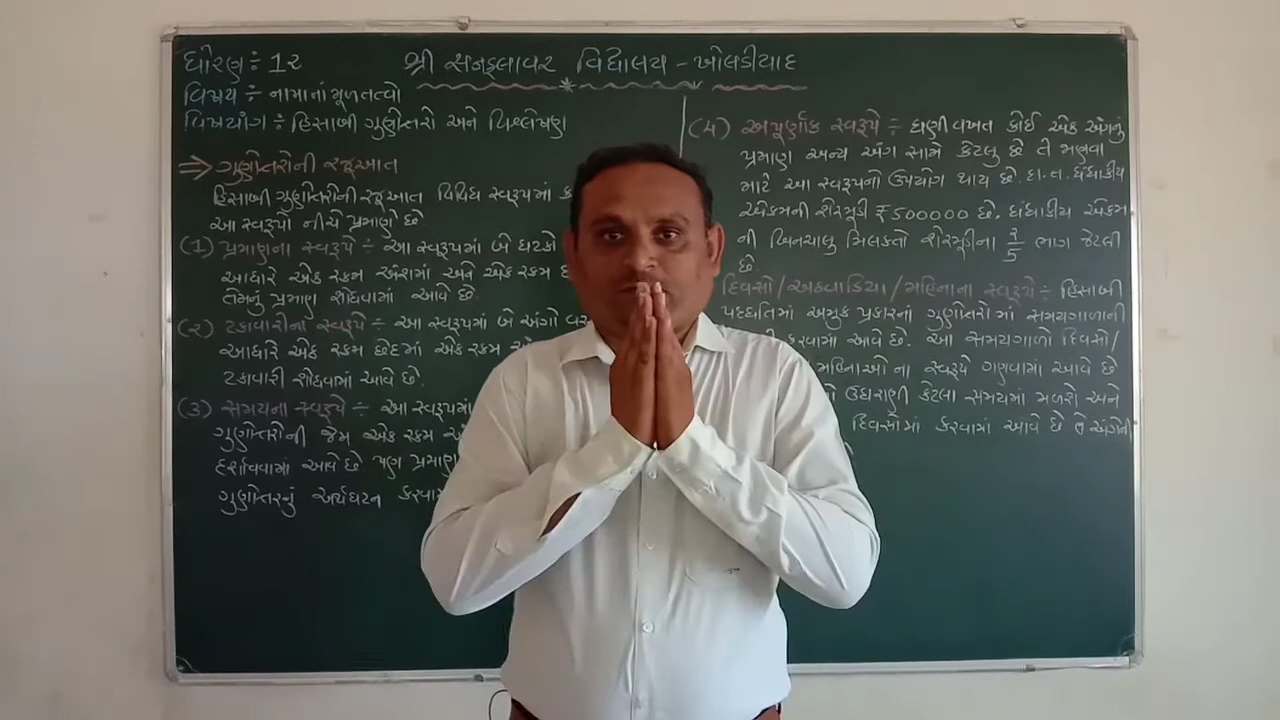 ધોરણ ÷ 12
શ્રી સનફ્લાવર વિદ્યાલય - ખોલડીયાદ
વિષય ÷ નામાનાં મૂળતત્વો
વિષયાંગ ÷ હિસાબી ગુણોત્તરો અને વિશ્લેષણ
⇒ ગુણોત્તરોની રજૂઆત
હિસાબી ગુણોત્તરોની રજૂઆત વિવિધ સ્વરૂપમાં
આ સ્વરૂપો નીચે પ્રમાણે છે
(1) પ્રમાણના સ્વરૂપે ÷ આ સ્વરૂપમાં બે ઘટકો
આધારે એક રકમ અંશમાં અને એક રકમ
તેમનું પ્રમાણ શોધવામાં આવે છે.
(૨) ટકાવારીના સ્વરૂપે ÷ આ સ્વરૂપમાં બે અંગો
આધારે એક રકમ છેદમાં એક રકમ
ટકાવારી શોધવામાં આવે છે.
(3) સમયના સ્વરૂપે ÷ આ સ્વરૂપમાં
ગુણોત્તરોની જેમ એક રકમ
દર્શાવવામાં આવે છે પણ પ્રમાણ
ગુણોત્તરનું અર્થઘટન
(૪) અપૂર્ણાંક સ્વરૂપે ÷ ઘણી વખત કોઈ એક અંગનું
પ્રમાણ અન્ય અંગ સામે કેટલુ છે તે જાણવા
માટે આ સ્વરૂપનો ઉપયોગ થાય છે. દા.ત. ધંધાકીય
એકમની શેરમૂડી ₹ 500000 છે. ધંધાકીય એકમ
ની બિનચાલુ મિલકતો શેરમૂડીના ૨/5 ભાગ જેટલી
છે.
દિવસો/અઠવાડિયા/મહિનાના સ્વરૂપે ÷ હિસાબી
પદ્ધતિમાં અમુક પ્રકારનાં ગુણોત્તરોમાં સમયગાળાની
કરવામાં આવે છે. આ સમયગાળો દિવસો/
મહિનાઓ ના સ્વરૂપે ગણવામાં આવે છે
ઉઘરાણી કેટલા સમયમાં મળશે અને
દિવસોમાં કરવામાં આવે છે